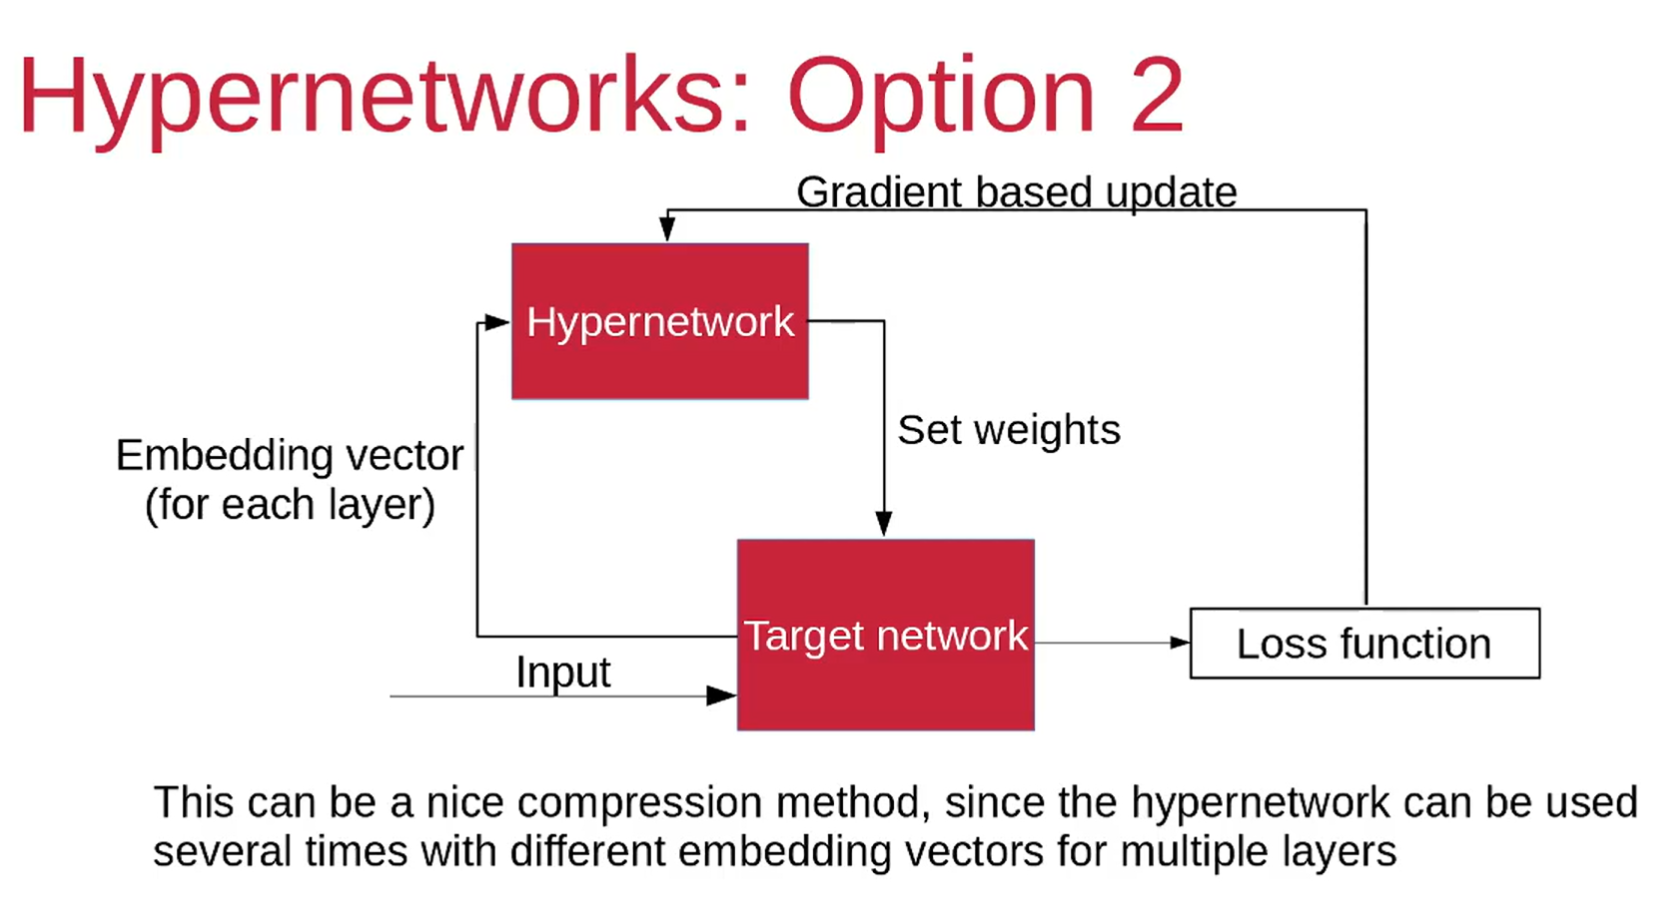 Hypernetworks: Option 2
Gradient based update
Hypernetwork
Set weights
Embedding vector
(for each layer)
Target network
Loss function
Input
This can be a nice compression method, since the hypernetwork can be used
several times with different embedding vectors for multiple layers